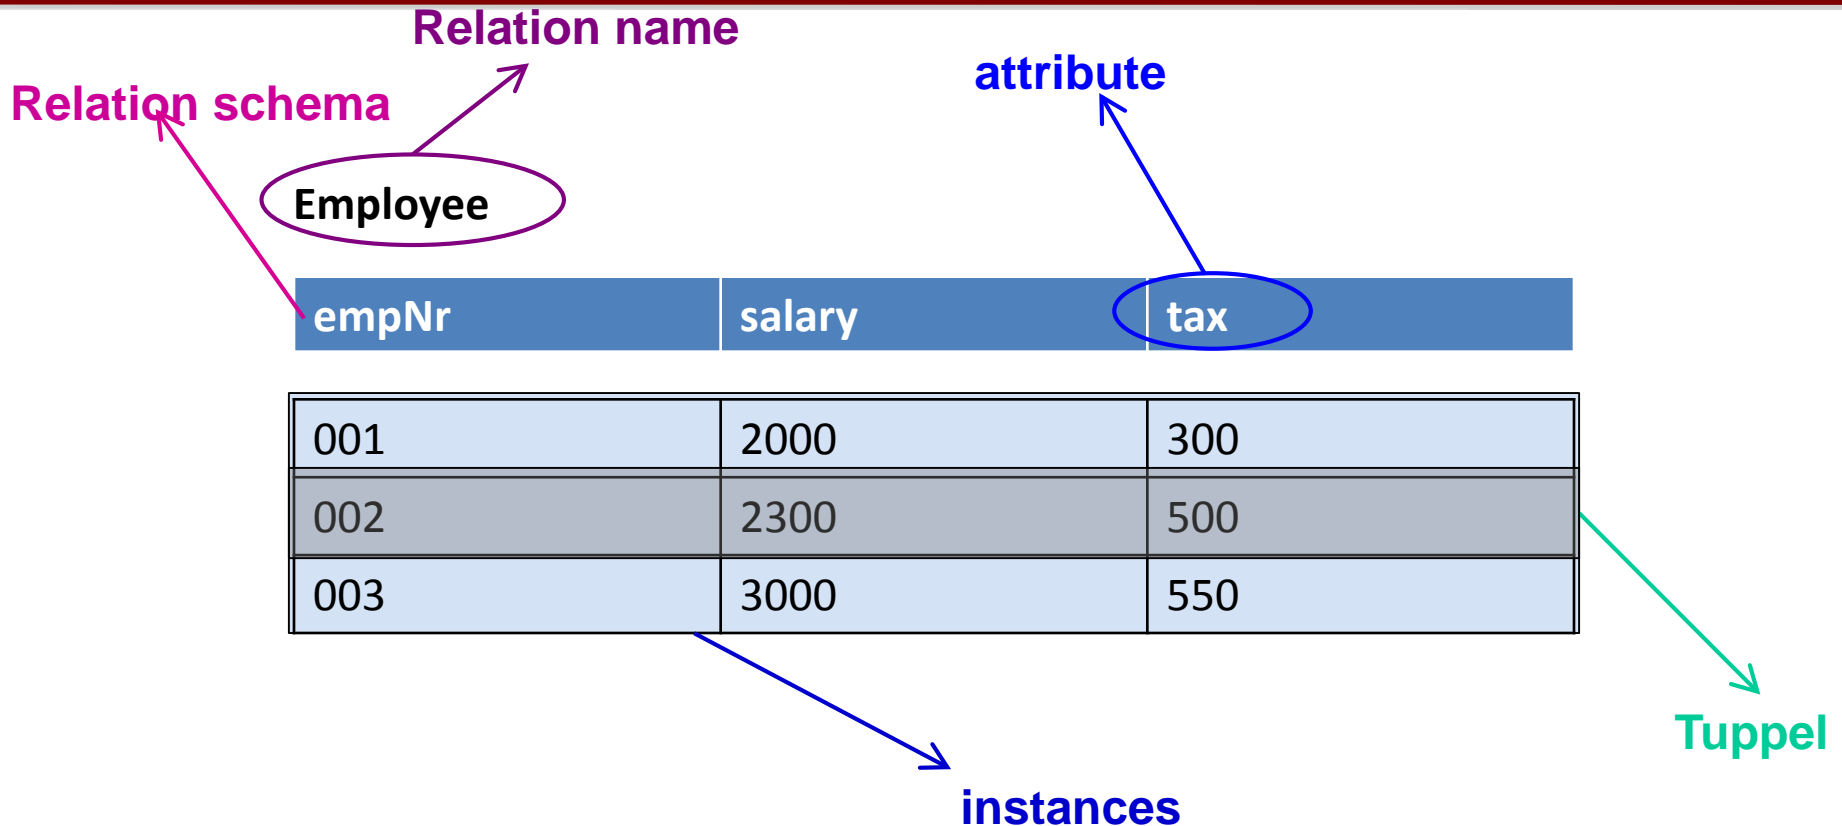 Relation name
attribute
Relation schema
Employee
empNr salary tax
001 2000 300
002 2300 500
003 3000 550
Tuppel
instances